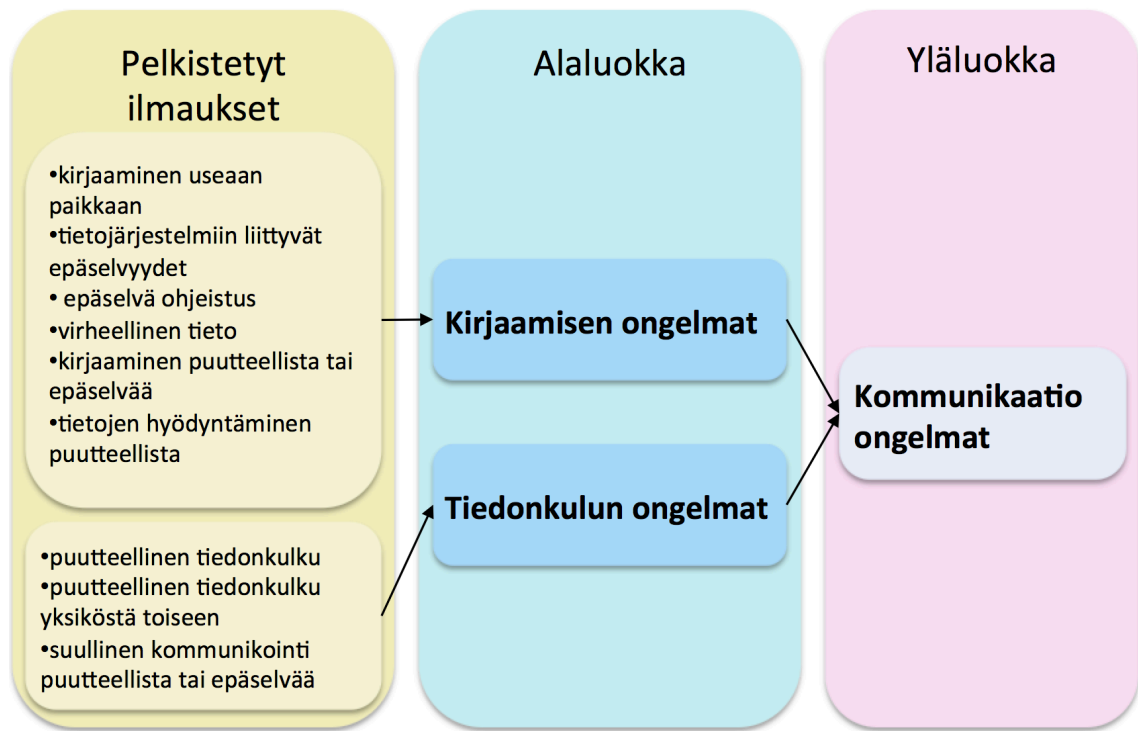 Pelkistetyt
ilmaukset
•kirjaaminen useaan
paikkaan
•tietojärjestelmiin liittyvät
epäselvyydet
• epäselvä ohjeistus
•virheellinen tieto
•kirjaaminen puutteellista tai
epäselvää
•tietojen hyödyntäminen
puutteellista
•puutteellinen tiedonkulku
•puutteellinen tiedonkulku
yksiköstä toiseen
•suullinen kommunikointi
puutteellista tai epäselvää
Alaluokka
Kirjaamisen ongelmat
Tiedonkulun ongelmat
Yläluokka
Kommunikaatio
ongelmat